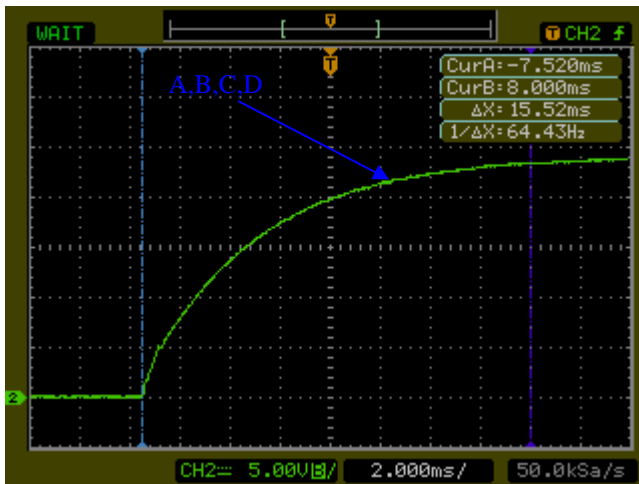 WAIT
T
T CH2
T
CurA:-7.520ms
CurB:8.000ms
ΔX:15.52ms
1/ΔX:64.43Hz
A,B,C,D
2
CH2 5.00V B/ 2.000ms/ 50.0kSa/s